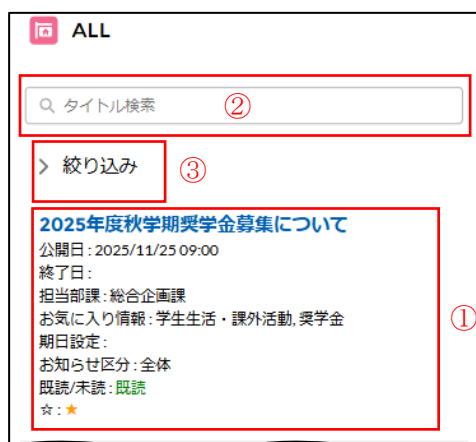 ALL
タイトル検索 ②
絞り込み ③
2025年度秋学期奨学金募集について
公開日：2025/11/25 09:00
終了日：
担当部課：総合企画課
お気に入り情報：学生生活・課外活動, 奨学金
期日設定：
お知らせ区分：全体
①
既読/未読：既読
☆：★